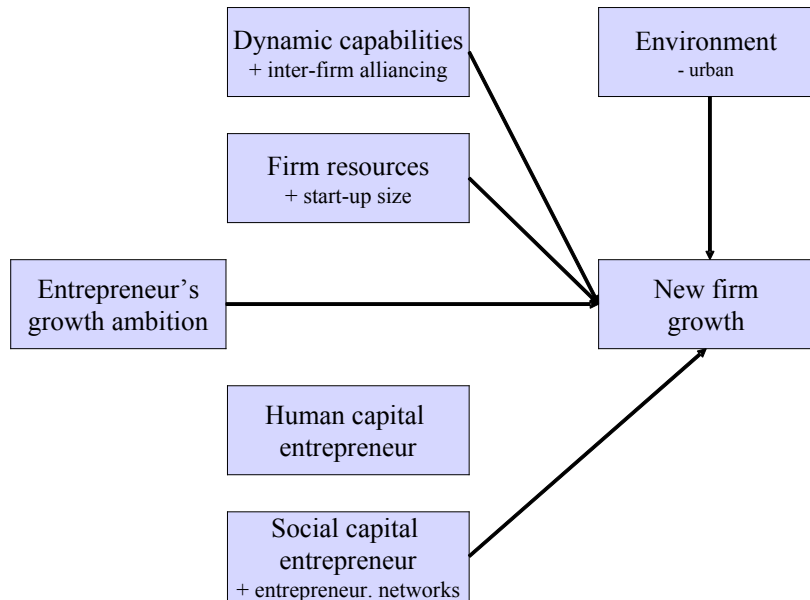 Dynamic capabilities
+ inter-firm alliancing
Environment
- urban
Firm resources
+ start-up size
Entrepreneur’s
growth ambition
New firm
growth
Human capital
entrepreneur
Social capital
entrepreneur
+ entrepreneur. networks